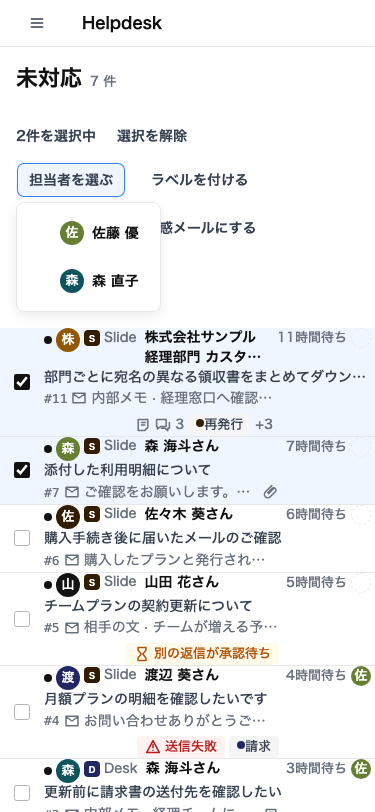 Helpdesk
未対応 7 件
2件を選択中 選択を解除
担当者を選ぶ ラベルを付ける
惑メールにする
佐 佐藤 優
森 森 直子
株 S Slide 株式会社サンプル 11時間待ち
経理部門 カスタ…
部門ごとに宛名の異なる領収書をまとめてダウン…
#11 内部メモ・経理窓口へ確認…
3 再発行 +3
森 S Slide 森 海斗さん 7時間待ち
添付した利用明細について
#7 ご確認をお願いします。…
佐 S Slide 佐々木 葵さん 6時間待ち
購入手続き後に届いたメールのご確認
#6 購入したプランと発行され…
山 S Slide 山田 花さん 5時間待ち
チームプランの契約更新について
#5 相手の文・チームが増える予…
別の返信が承認待ち
渡 S Slide 渡辺 葵さん 4時間待ち 佐
月額プランの明細を確認したいです
#4 お問い合わせありがとうご…
送信失敗 請求
森 D Desk 森 海斗さん 3時間待ち 佐
更新前に請求書の送付先を確認したい